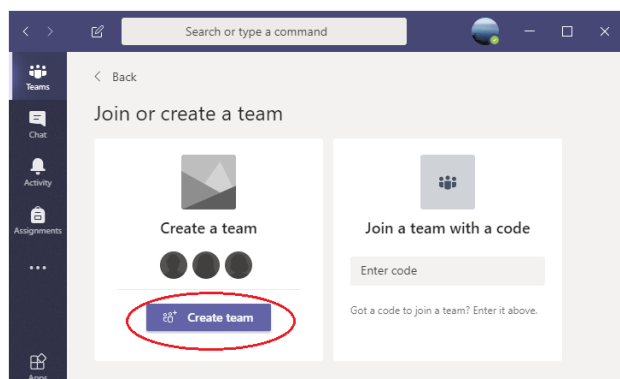 Search or type a command
Teams
Back
Join or create a team
Chat
Activity
Assignments
Create a team
Create team
Join a team with a code
Enter code
Got a code to join a team? Enter it above.
Apps